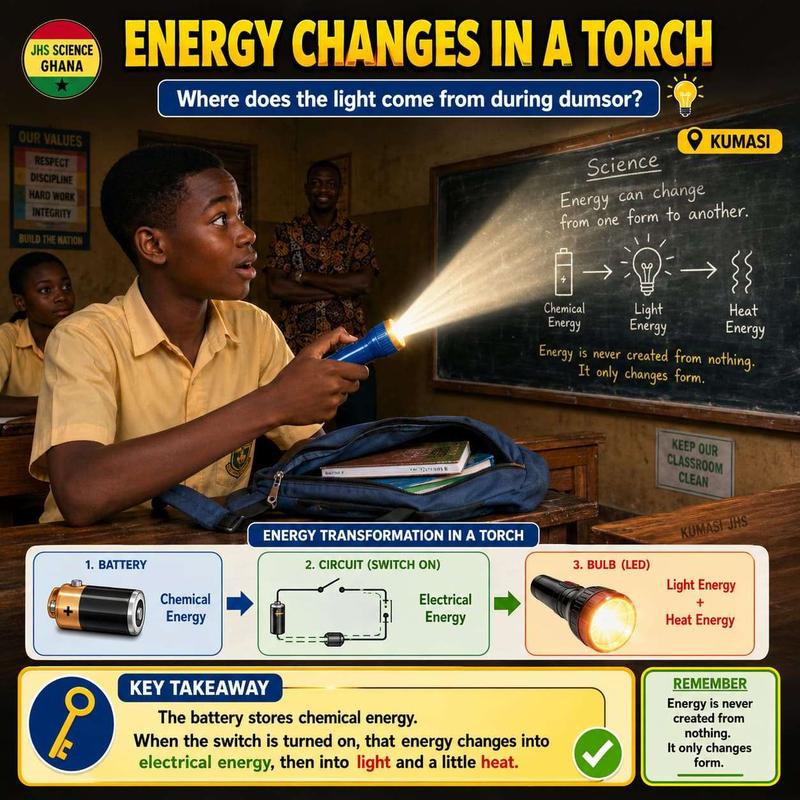 JHS SCIENCE
GHANA
ENERGY CHANGES IN A TORCH
Where does the light come from during dumsor?
KUMASI
OUR VALUES
RESPECT
DISCIPLINE
HARD WORK
INTEGRITY
BUILD THE NATION
Science
Energy can change
from one form to another.
Chemical
Energy
Light
Energy
Heat
Energy
Energy is never created from nothing.
It only changes form.
KEEP OUR
CLASSROOM
CLEAN
KUMASI JHS
ENERGY TRANSFORMATION IN A TORCH
1. BATTERY
+
Chemical
Energy
2. CIRCUIT (SWITCH ON)
Electrical
Energy
3. BULB (LED)
Light Energy
+
Heat Energy
KEY TAKEAWAY
The battery stores chemical energy.
When the switch is turned on, that energy changes into
electrical energy, then into light and a little heat.
REMEMBER
Energy is never
created from
nothing.
It only changes
form.